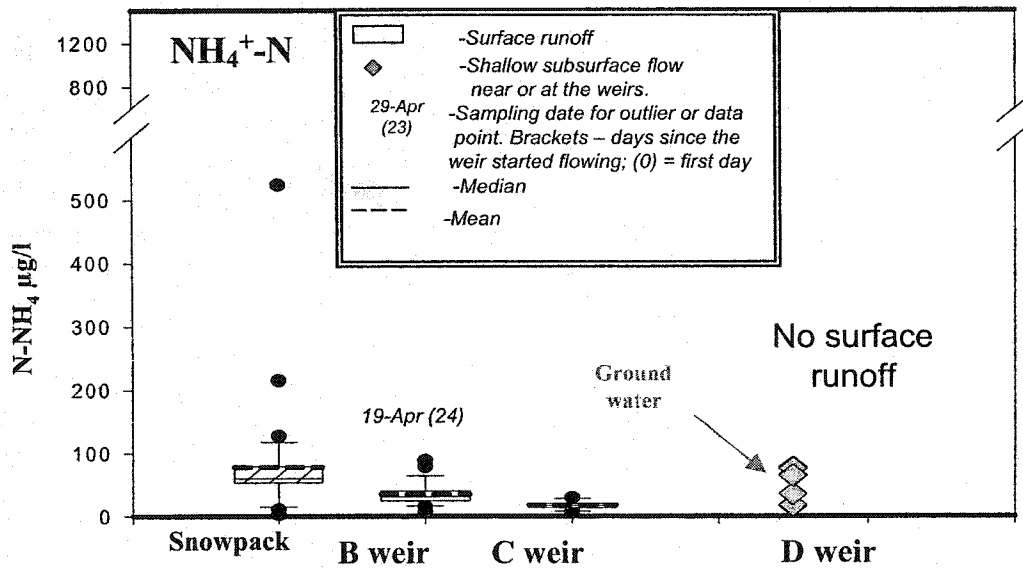 NH₄⁺-N
1200
800
500
400
300
200
100
0
N-NH₄ µg/l
-Surface runoff
-Shallow subsurface flow
near or at the weirs.
29-Apr
(23)
-Sampling date for outlier or data
point. Brackets – days since the
weir started flowing; (0) = first day
-Median
-Mean
No surface
runoff
Ground
water
19-Apr (24)
Snowpack
B weir
C weir
D weir